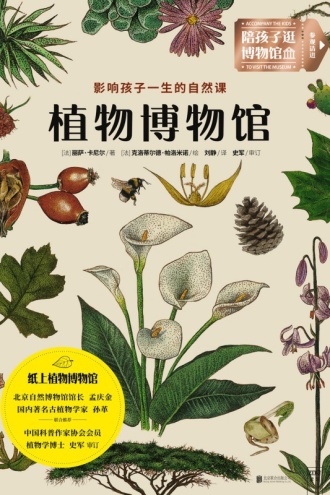 ACCOMPANY THE KIDS
陪孩子逛
博物馆
TO VISIT THE MUSEUM
影响孩子一生的自然课
植物博物馆
[法]丽萨·卡尼尔/著 [法]克洛蒂尔德·帕洛米诺/绘 刘静/译 史军/审订
纸上植物博物馆
北京自然博物馆馆长 孟庆金
国内著名古植物学家 孙革
联合推荐
中国科普作家协会会员
植物学博士 史军 审订